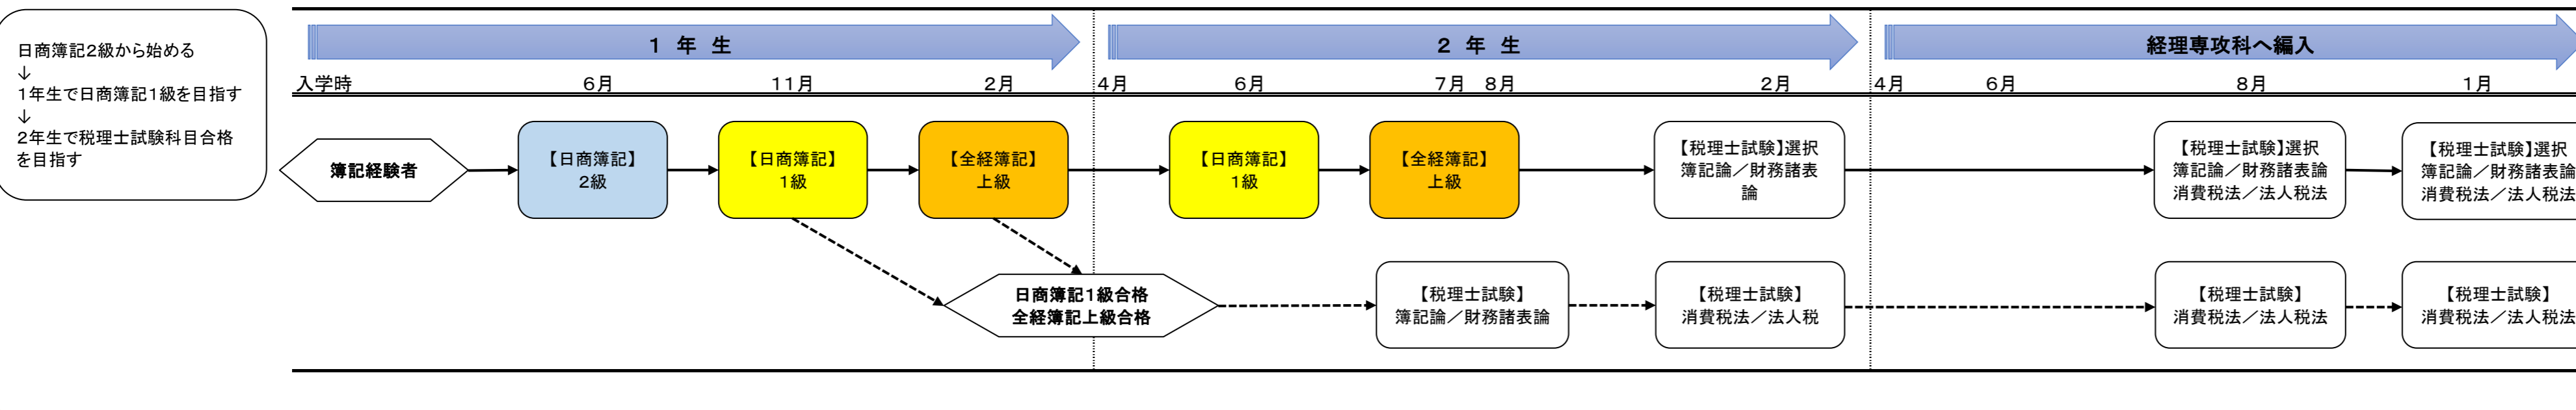 日商簿記2級から始める
↓
1年生で日商簿記1級を目指す
↓
2年生で税理士試験科目合格
を目指す
1 年 生
2 年 生
経理専攻科へ編入
入学時
6月
11月
2月
4月
6月
7月 8月
2月
4月
6月
8月
1月
簿記経験者
【日商簿記】
2級
【日商簿記】
1級
【全経簿記】
上級
【日商簿記】
1級
【全経簿記】
上級
【税理士試験】選択
簿記論／財務諸表
論
【税理士試験】選択
簿記論／財務諸表論
消費税法／法人税法
【税理士試験】選択
簿記論／財務諸表論
消費税法／法人税法
日商簿記1級合格
全経簿記上級合格
【税理士試験】
簿記論／財務諸表論
【税理士試験】
消費税法／法人税
【税理士試験】
消費税法／法人税法
【税理士試験】
消費税法／法人税法